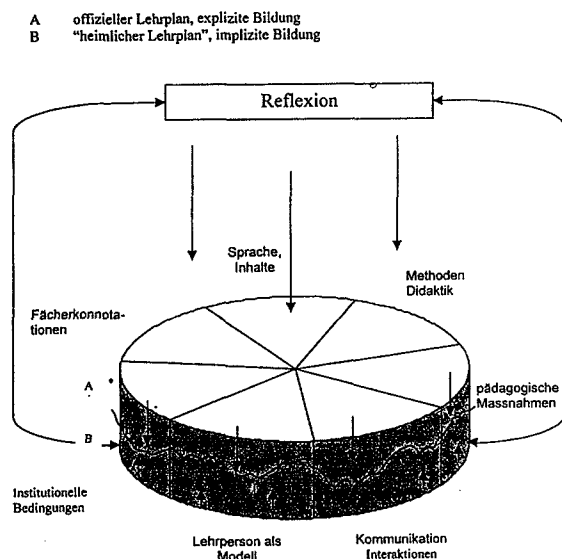 A offizieller Lehrplan, explizite Bildung
B "heimlicher Lehrplan", implizite Bildung
Reflexion
Sprache,
Inhalte
Methoden
Didaktik
Fächerkonnota-
tionen
A
pädagogische
Massnahmen
B
Institutionelle
Bedingungen
Lehrperson als
Modell
Kommunikation
Interaktionen